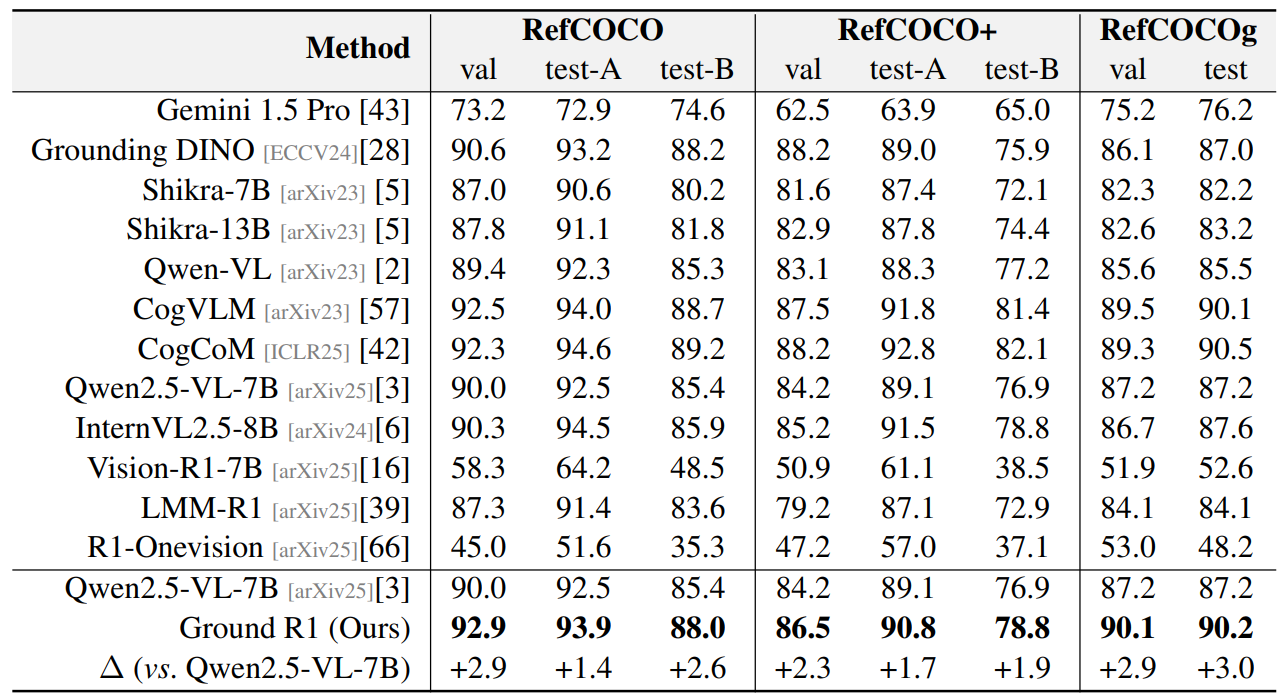 Method RefCOCO RefCOCO+ RefCOCOg
val test-A test-B val test-A test-B val test
Gemini 1.5 Pro [43] 73.2 72.9 74.6 62.5 63.9 65.0 75.2 76.2
Grounding DINO [ECCV24][28] 90.6 93.2 88.2 88.2 89.0 75.9 86.1 87.0
Shikra-7B [arXiv23] [5] 87.0 90.6 80.2 81.6 87.4 72.1 82.3 82.2
Shikra-13B [arXiv23] [5] 87.8 91.1 81.8 82.9 87.8 74.4 82.6 83.2
Qwen-VL [arXiv23] [2] 89.4 92.3 85.3 83.1 88.3 77.2 85.6 85.5
CogVLM [arXiv23] [57] 92.5 94.0 88.7 87.5 91.8 81.4 89.5 90.1
CogCoM [ICLR25] [42] 92.3 94.6 89.2 88.2 92.8 82.1 89.3 90.5
Qwen2.5-VL-7B [arXiv25][3] 90.0 92.5 85.4 84.2 89.1 76.9 87.2 87.2
InternVL2.5-8B [arXiv24][6] 90.3 94.5 85.9 85.2 91.5 78.8 86.7 87.6
Vision-R1-7B [arXiv25][16] 58.3 64.2 48.5 50.9 61.1 38.5 51.9 52.6
LMM-R1 [arXiv25][39] 87.3 91.4 83.6 79.2 87.1 72.9 84.1 84.1
R1-Onevision [arXiv25][66] 45.0 51.6 35.3 47.2 57.0 37.1 53.0 48.2
Qwen2.5-VL-7B [arXiv25][3] 90.0 92.5 85.4 84.2 89.1 76.9 87.2 87.2
Ground R1 (Ours) 92.9 93.9 88.0 86.5 90.8 78.8 90.1 90.2
Δ (vs. Qwen2.5-VL-7B) +2.9 +1.4 +2.6 +2.3 +1.7 +1.9 +2.9 +3.0